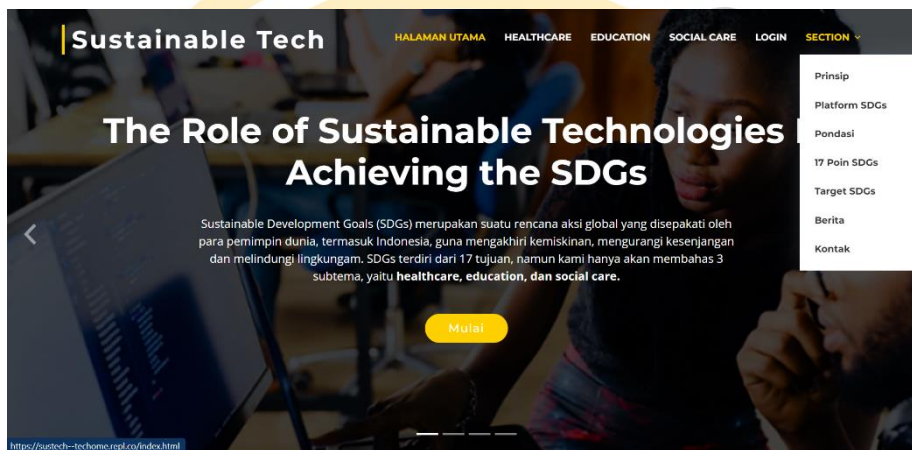 Sustainable Tech
HALAMAN UTAMA HEALTHCARE EDUCATION SOCIAL CARE LOGIN SECTION
Prinsip
Platform SDGs
Pondasi
17 Poin SDGs
Target SDGs
Berita
Kontak
The Role of Sustainable Technologies
Achieving the SDGs
Sustainable Development Goals (SDGs) merupakan suatu rencana aksi global yang disepakati oleh
para pemimpin dunia, termasuk Indonesia, guna mengakhiri kemiskinan, mengurangi kesenjangan
dan melindungi lingkungam. SDGs terdiri dari 17 tujuan, namun kami hanya akan membahas 3
subtema, yaitu healthcare, education, dan social care.
Mulai
https://sustech--techome.repl.co/index.html